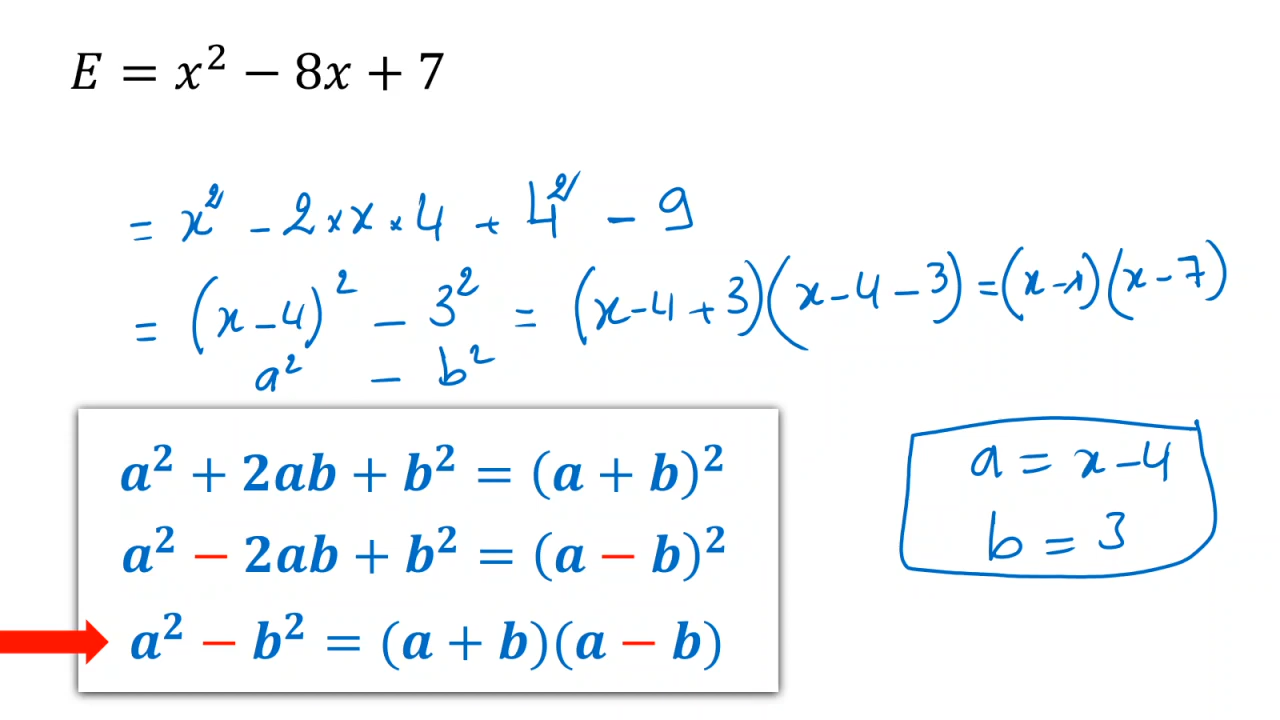 E = x² − 8x + 7
= x² − 2 × x × 4 + 4² − 9
= (x − 4)² − 3² = (x − 4 + 3)(x − 4 − 3) = (x − 1)(x − 7)
a² − b²
a² + 2ab + b² = (a + b)²
a² − 2ab + b² = (a − b)²
a² − b² = (a + b)(a − b)
a = x − 4
b = 3